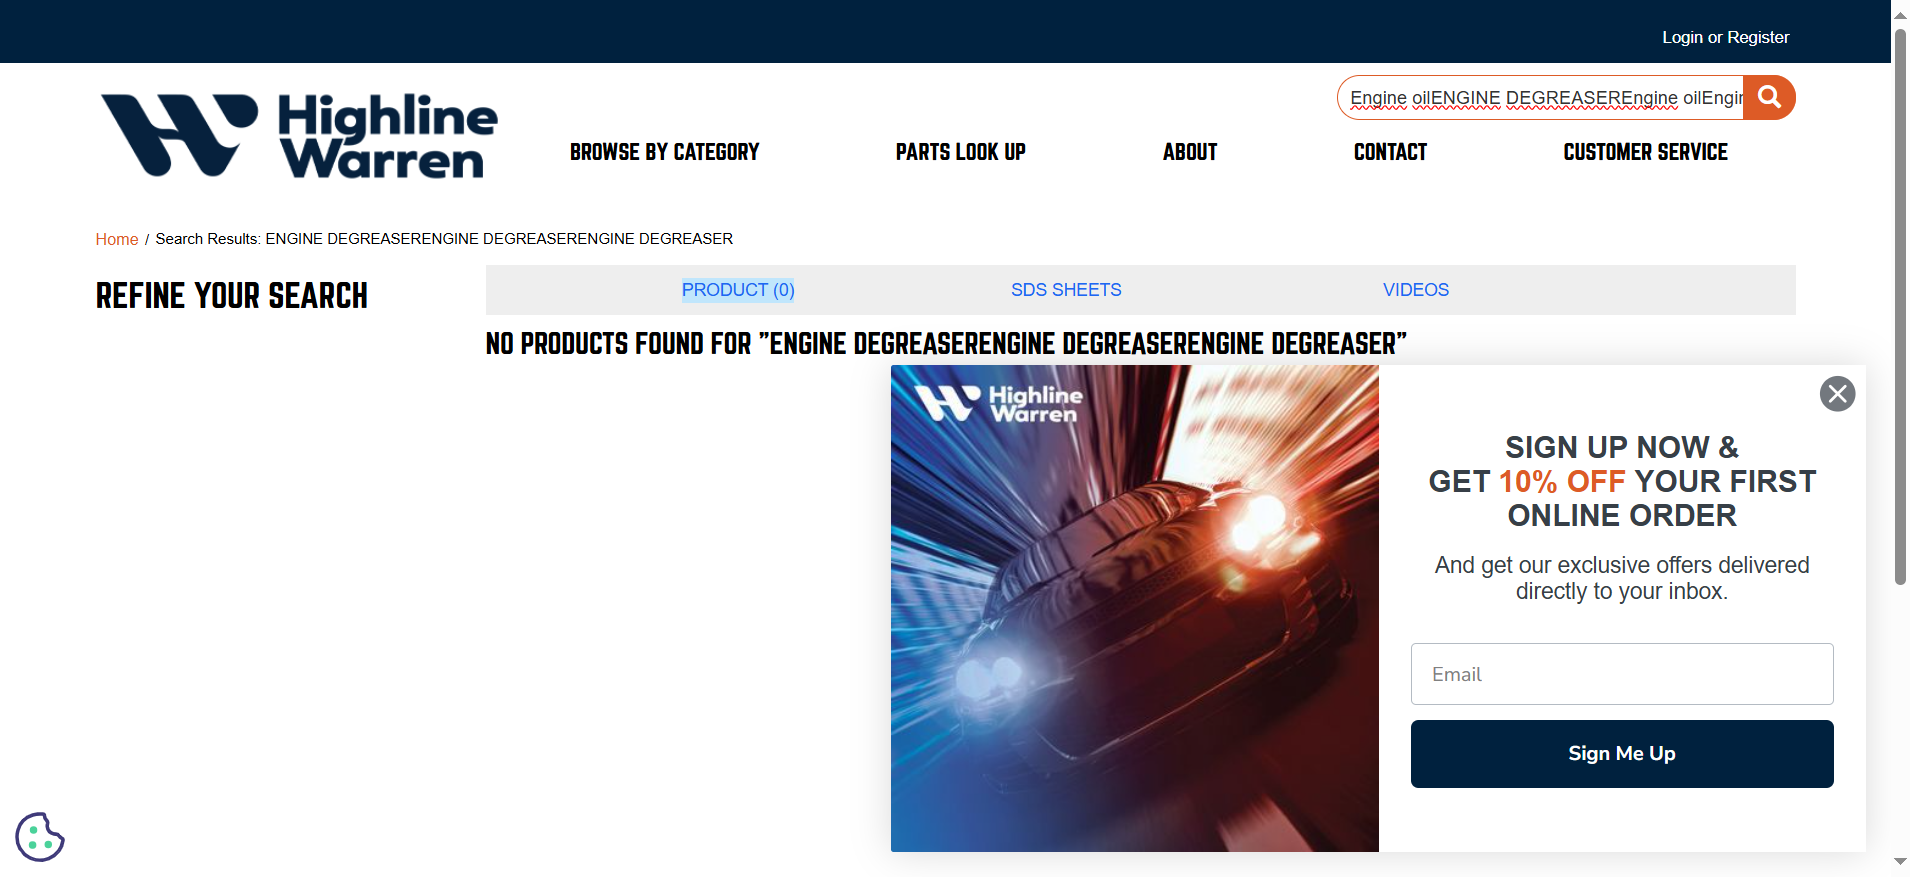 Login or Register
Highline
Warren
Engine oilENGINE DEGREASEREngine oilEngin
BROWSE BY CATEGORY
PARTS LOOK UP
ABOUT
CONTACT
CUSTOMER SERVICE
Home / Search Results: ENGINE DEGREASERENGINE DEGREASERENGINE DEGREASER
REFINE YOUR SEARCH
PRODUCT (0)
SDS SHEETS
VIDEOS
NO PRODUCTS FOUND FOR "ENGINE DEGREASERENGINE DEGREASERENGINE DEGREASER"
Highline
Warren
SIGN UP NOW &
GET 10% OFF YOUR FIRST
ONLINE ORDER
And get our exclusive offers delivered
directly to your inbox.
Email
Sign Me Up